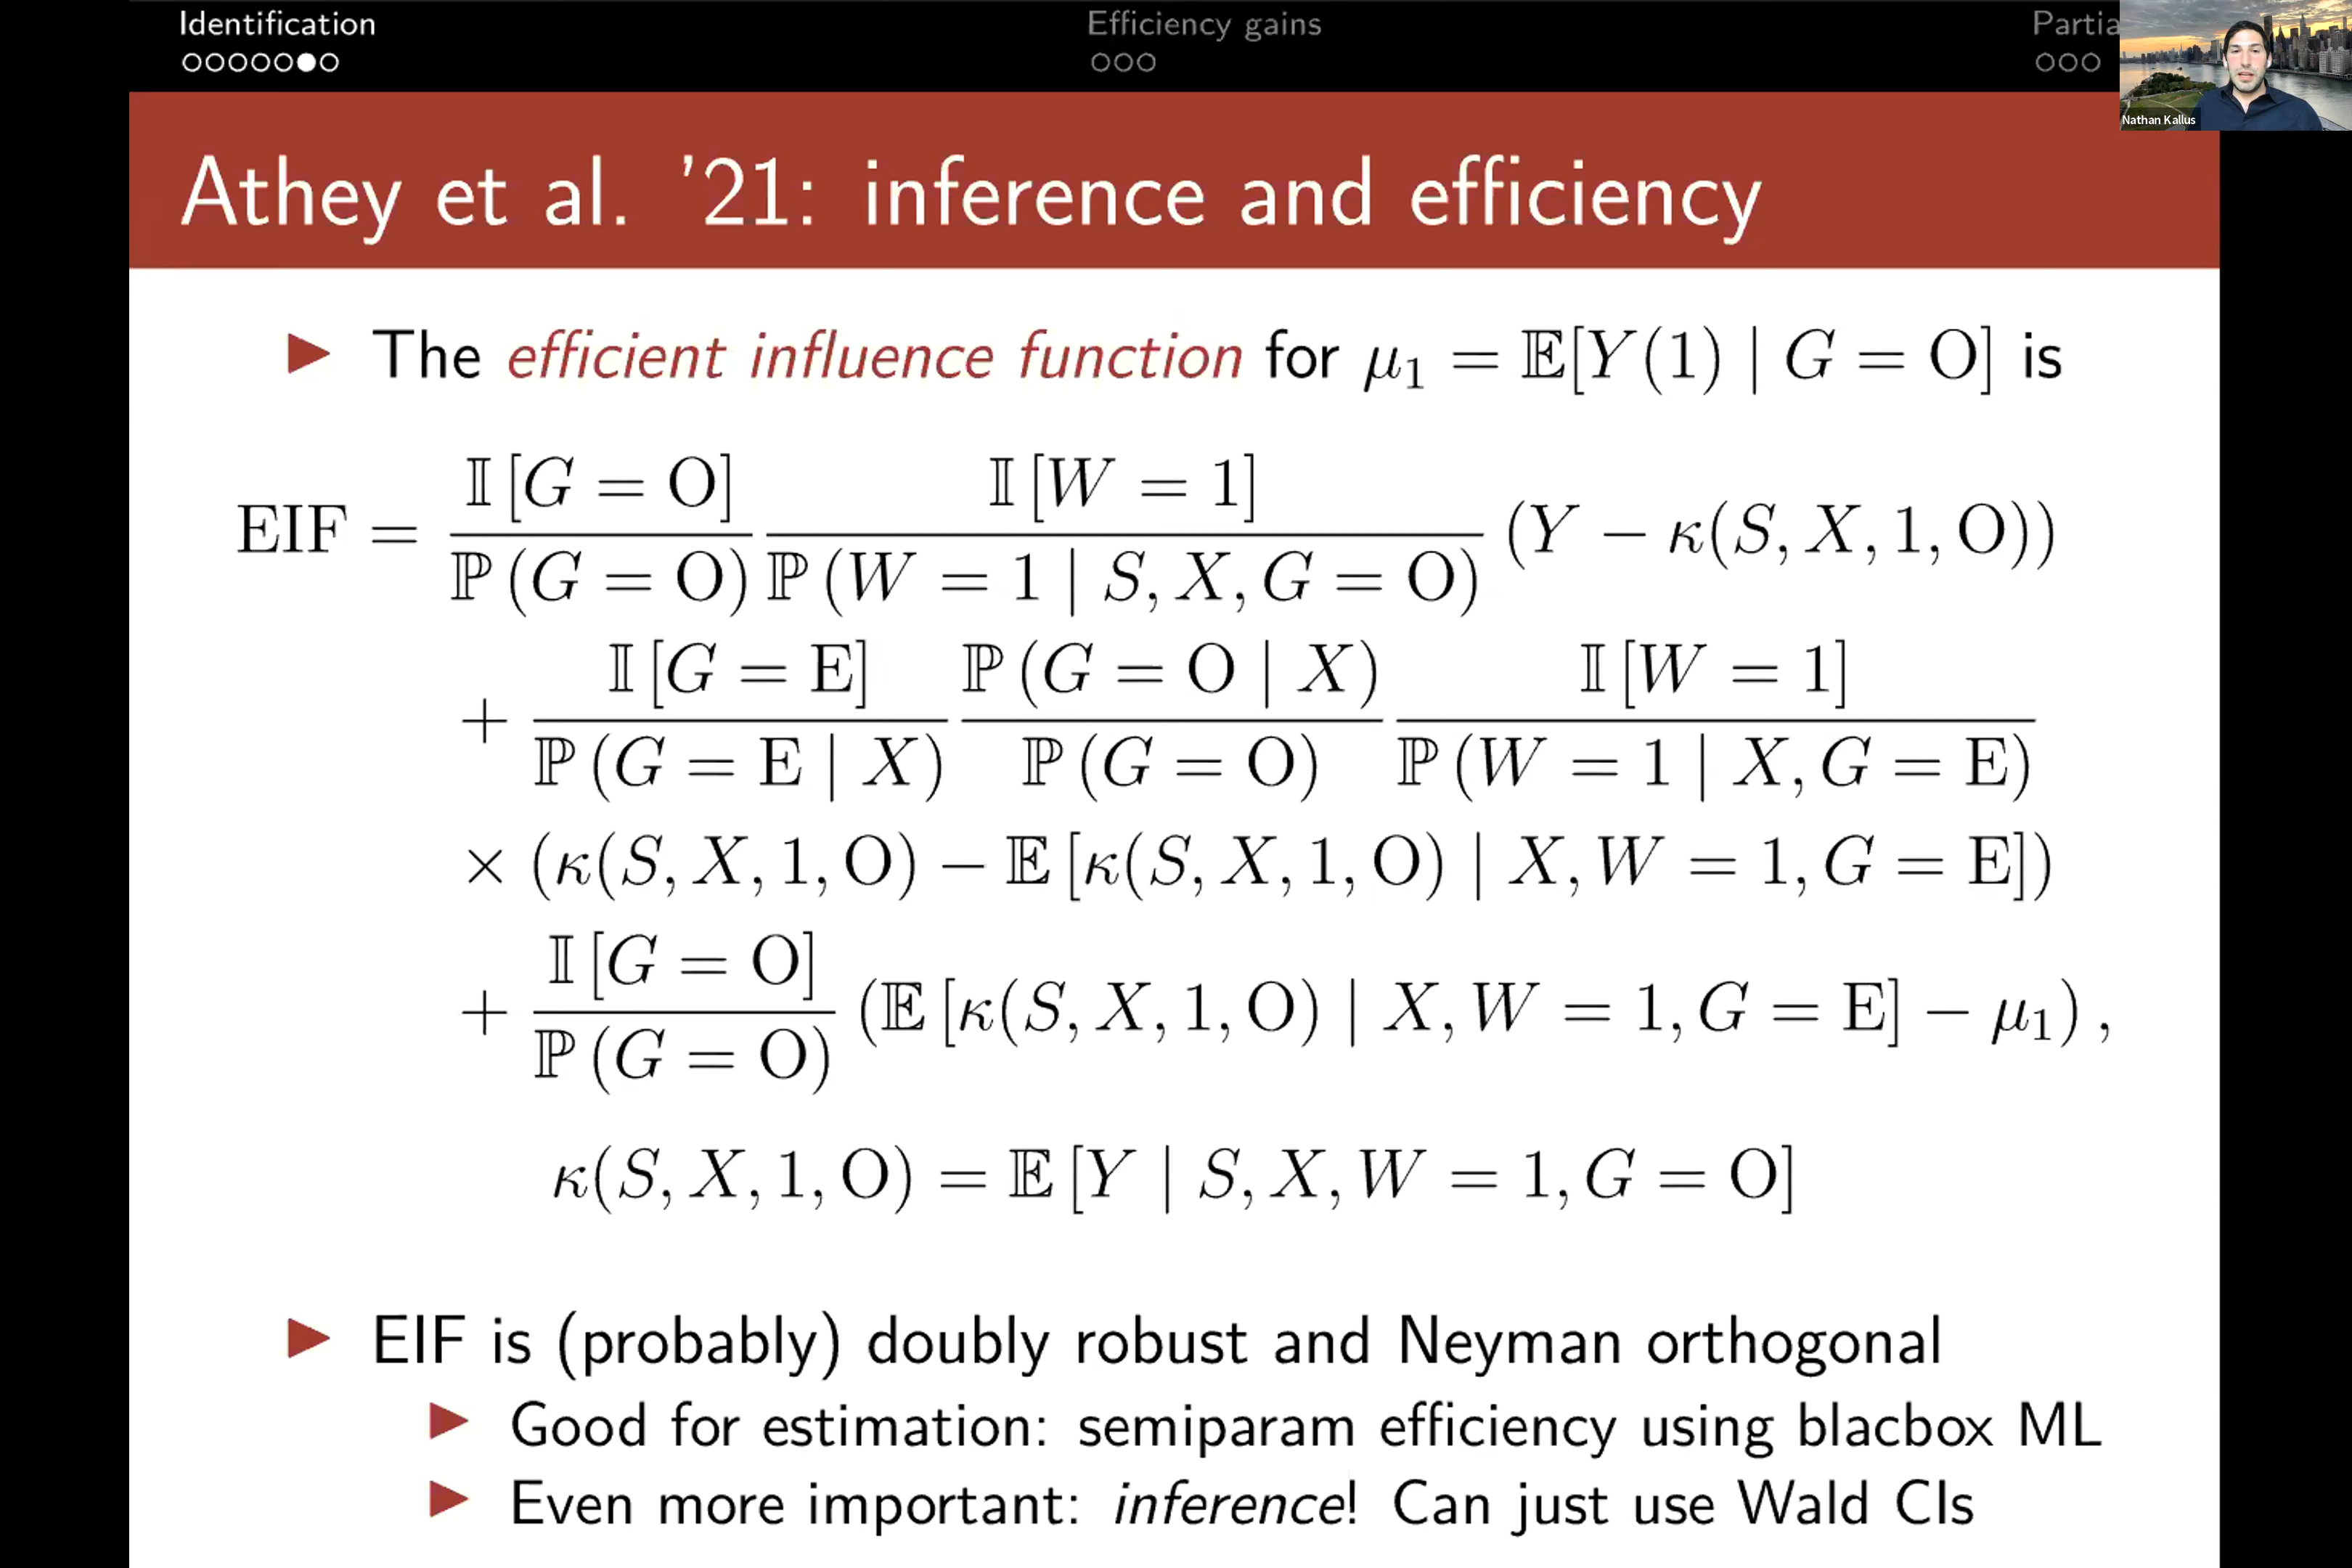 Identification
Efficiency gains
Partia
Nathan Kallus
Athey et al. ’21: inference and efficiency
▶ The efficient influence function for μ₁ = 𝔼[Y(1) | G = O] is
EIF = 𝕀[G = O] / ℙ(G = O) 𝕀[W = 1] / ℙ(W = 1 | S, X, G = O) (Y − κ(S, X, 1, O))
+ 𝕀[G = E] / ℙ(G = E | X) ℙ(G = O | X) / ℙ(G = O) 𝕀[W = 1] / ℙ(W = 1 | X, G = E)
× (κ(S, X, 1, O) − 𝔼[κ(S, X, 1, O) | X, W = 1, G = E])
+ 𝕀[G = O] / ℙ(G = O) (𝔼[κ(S, X, 1, O) | X, W = 1, G = E] − μ₁),
κ(S, X, 1, O) = 𝔼[Y | S, X, W = 1, G = O]
▶ EIF is (probably) doubly robust and Neyman orthogonal
▶ Good for estimation: semiparam efficiency using blacbox ML
▶ Even more important: inference! Can just use Wald CIs